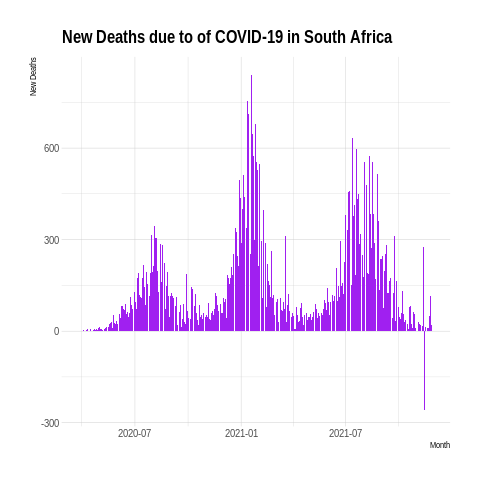 New Deaths due to of COVID-19 in South Africa
New Deaths
600
300
0
-300
2020-07
2021-01
2021-07
Month